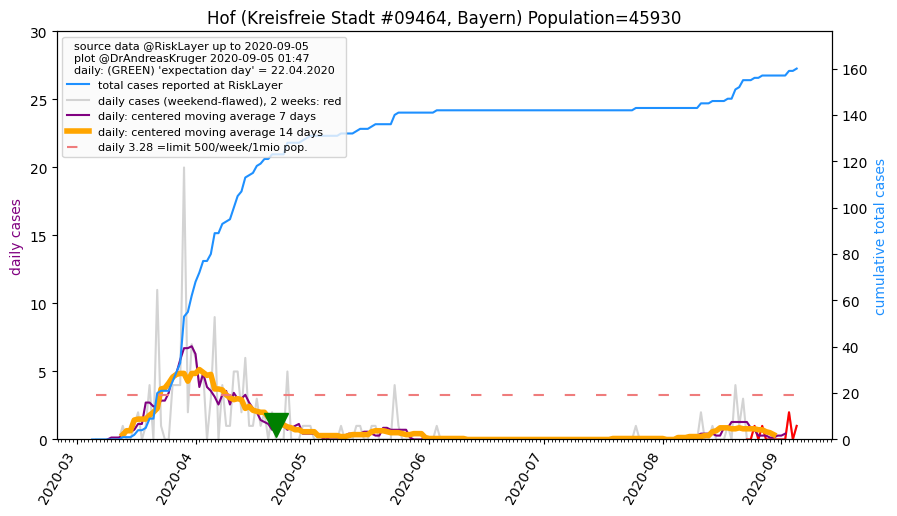 Hof (Kreisfreie Stadt #09464, Bayern) Population=45930
source data @RiskLayer up to 2020-09-05
plot @DrAndreasKruger 2020-09-05 01:47
daily: (GREEN) 'expectation day' = 22.04.2020
total cases reported at RiskLayer
daily cases (weekend-flawed), 2 weeks: red
daily: centered moving average 7 days
daily: centered moving average 14 days
daily 3.28 =limit 500/week/1mio pop.
daily cases
30
25
20
15
10
5
0
cumulative total cases
160
140
120
100
80
60
40
20
0
2020-03
2020-04
2020-05
2020-06
2020-07
2020-08
2020-09